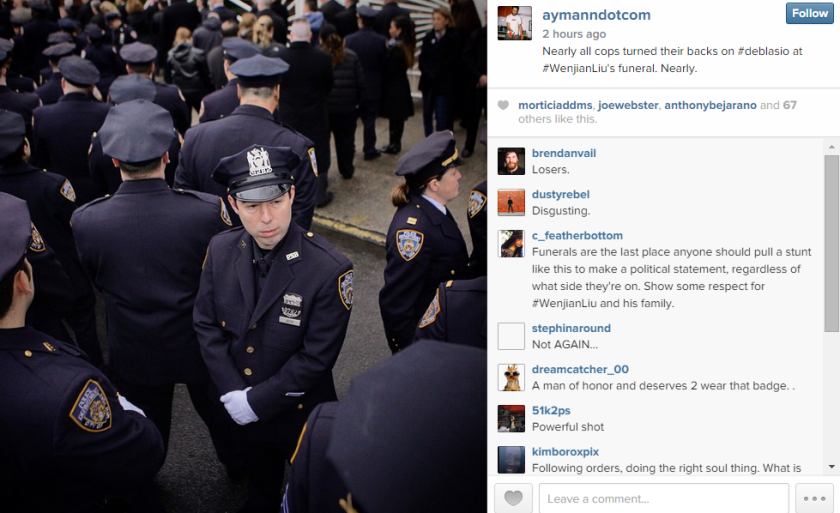 aymanndotcom
Follow
2 hours ago
Nearly all cops turned their backs on #deblasio at
#WenjianLiu's funeral. Nearly.
morticiaddms, joewebster, anthonybejarano and 67
others like this.
brendanvail
Losers.
dustyrebel
Disgusting.
c_featherbottom
Funerals are the last place anyone should pull a stunt
like this to make a political statement, regardless of
what side they're on. Show some respect for
#WenjianLiu and his family.
stephinaround
Not AGAIN...
dreamcatcher_00
A man of honor and deserves 2 wear that badge. .
51k2ps
Powerful shot
kimboroxpix
Following orders, doing the right soul thing. What is
Leave a comment...